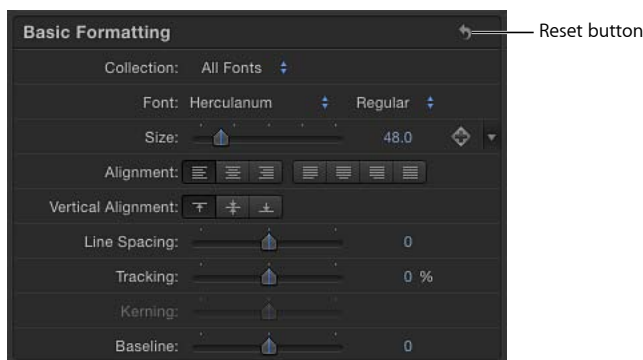 Basic Formatting Reset button
Collection: All Fonts
Font: Herculanum Regular
Size: 48.0
Alignment:
Vertical Alignment:
Line Spacing: 0
Tracking: 0 %
Kerning:
Baseline: 0